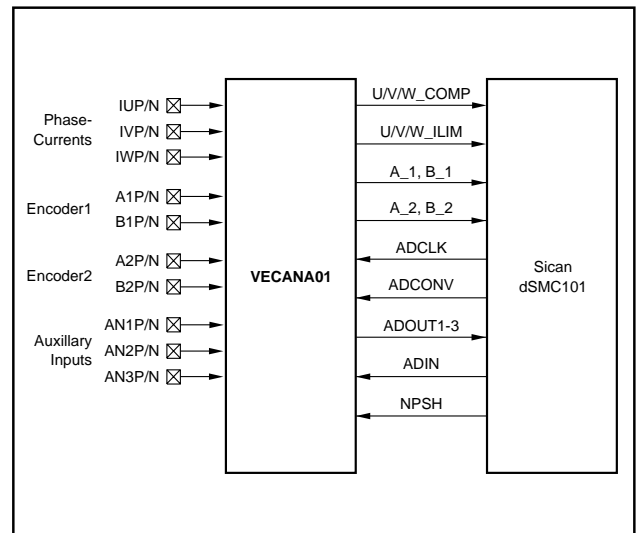 Phase-
Currents
IUP/N
IVP/N
IWP/N
Encoder1
A1P/N
B1P/N
Encoder2
A2P/N
B2P/N
Auxillary
Inputs
AN1P/N
AN2P/N
AN3P/N
VECANA01
U/V/W_COMP
U/V/W_ILIM
A_1, B_1
A_2, B_2
ADCLK
ADCONV
ADOUT1-3
ADIN
NPSH
Sican
dSMC101